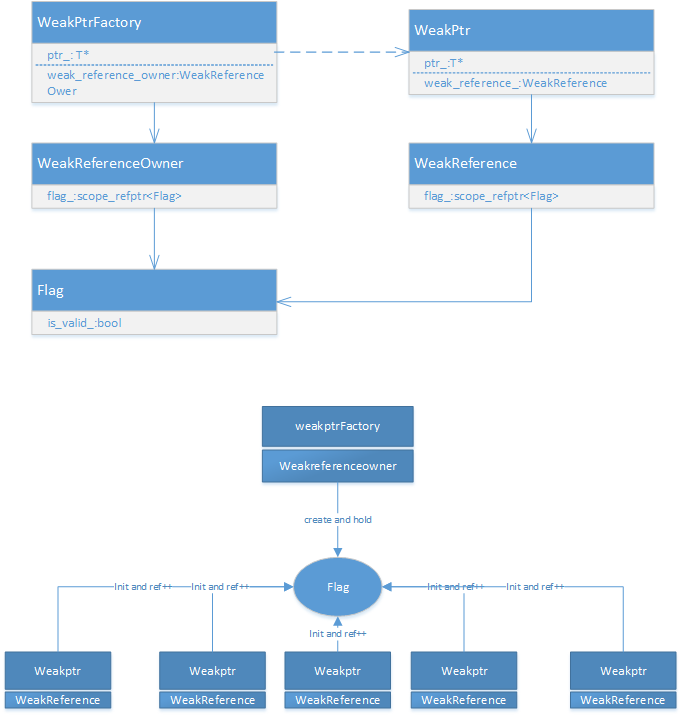 WeakPtrFactory
ptr_: T*
weak_reference_owner:WeakReference
Ower
WeakPtr
ptr_:T*
weak_reference_:WeakReference
WeakReferenceOwner
flag_:scope_refptr<Flag>
WeakReference
flag_:scope_refptr<Flag>
Flag
is_valid_:bool
weakptrFactory
Weakreferenceowner
create and hold
Flag
Init and ref++
Init and ref++
Init and ref++
Init and ref++
Init and ref++
Weakptr
WeakReference
Weakptr
WeakReference
Weakptr
WeakReference
Weakptr
WeakReference
Weakptr
WeakReference